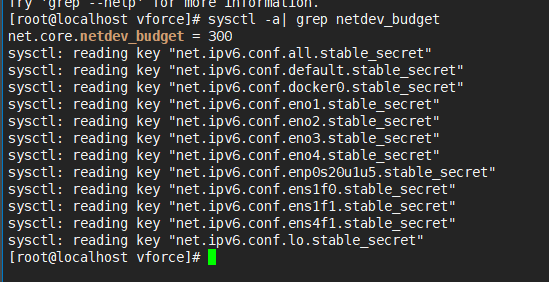 Try 'grep --help' for more information.
[root@localhost vforce]# sysctl -a| grep netdev_budget
net.core.netdev_budget = 300
sysctl: reading key "net.ipv6.conf.all.stable_secret"
sysctl: reading key "net.ipv6.conf.default.stable_secret"
sysctl: reading key "net.ipv6.conf.docker0.stable_secret"
sysctl: reading key "net.ipv6.conf.eno1.stable_secret"
sysctl: reading key "net.ipv6.conf.eno2.stable_secret"
sysctl: reading key "net.ipv6.conf.eno3.stable_secret"
sysctl: reading key "net.ipv6.conf.eno4.stable_secret"
sysctl: reading key "net.ipv6.conf.enp0s20u1u5.stable_secret"
sysctl: reading key "net.ipv6.conf.ens1f0.stable_secret"
sysctl: reading key "net.ipv6.conf.ens1f1.stable_secret"
sysctl: reading key "net.ipv6.conf.ens4f1.stable_secret"
sysctl: reading key "net.ipv6.conf.lo.stable_secret"
[root@localhost vforce]#